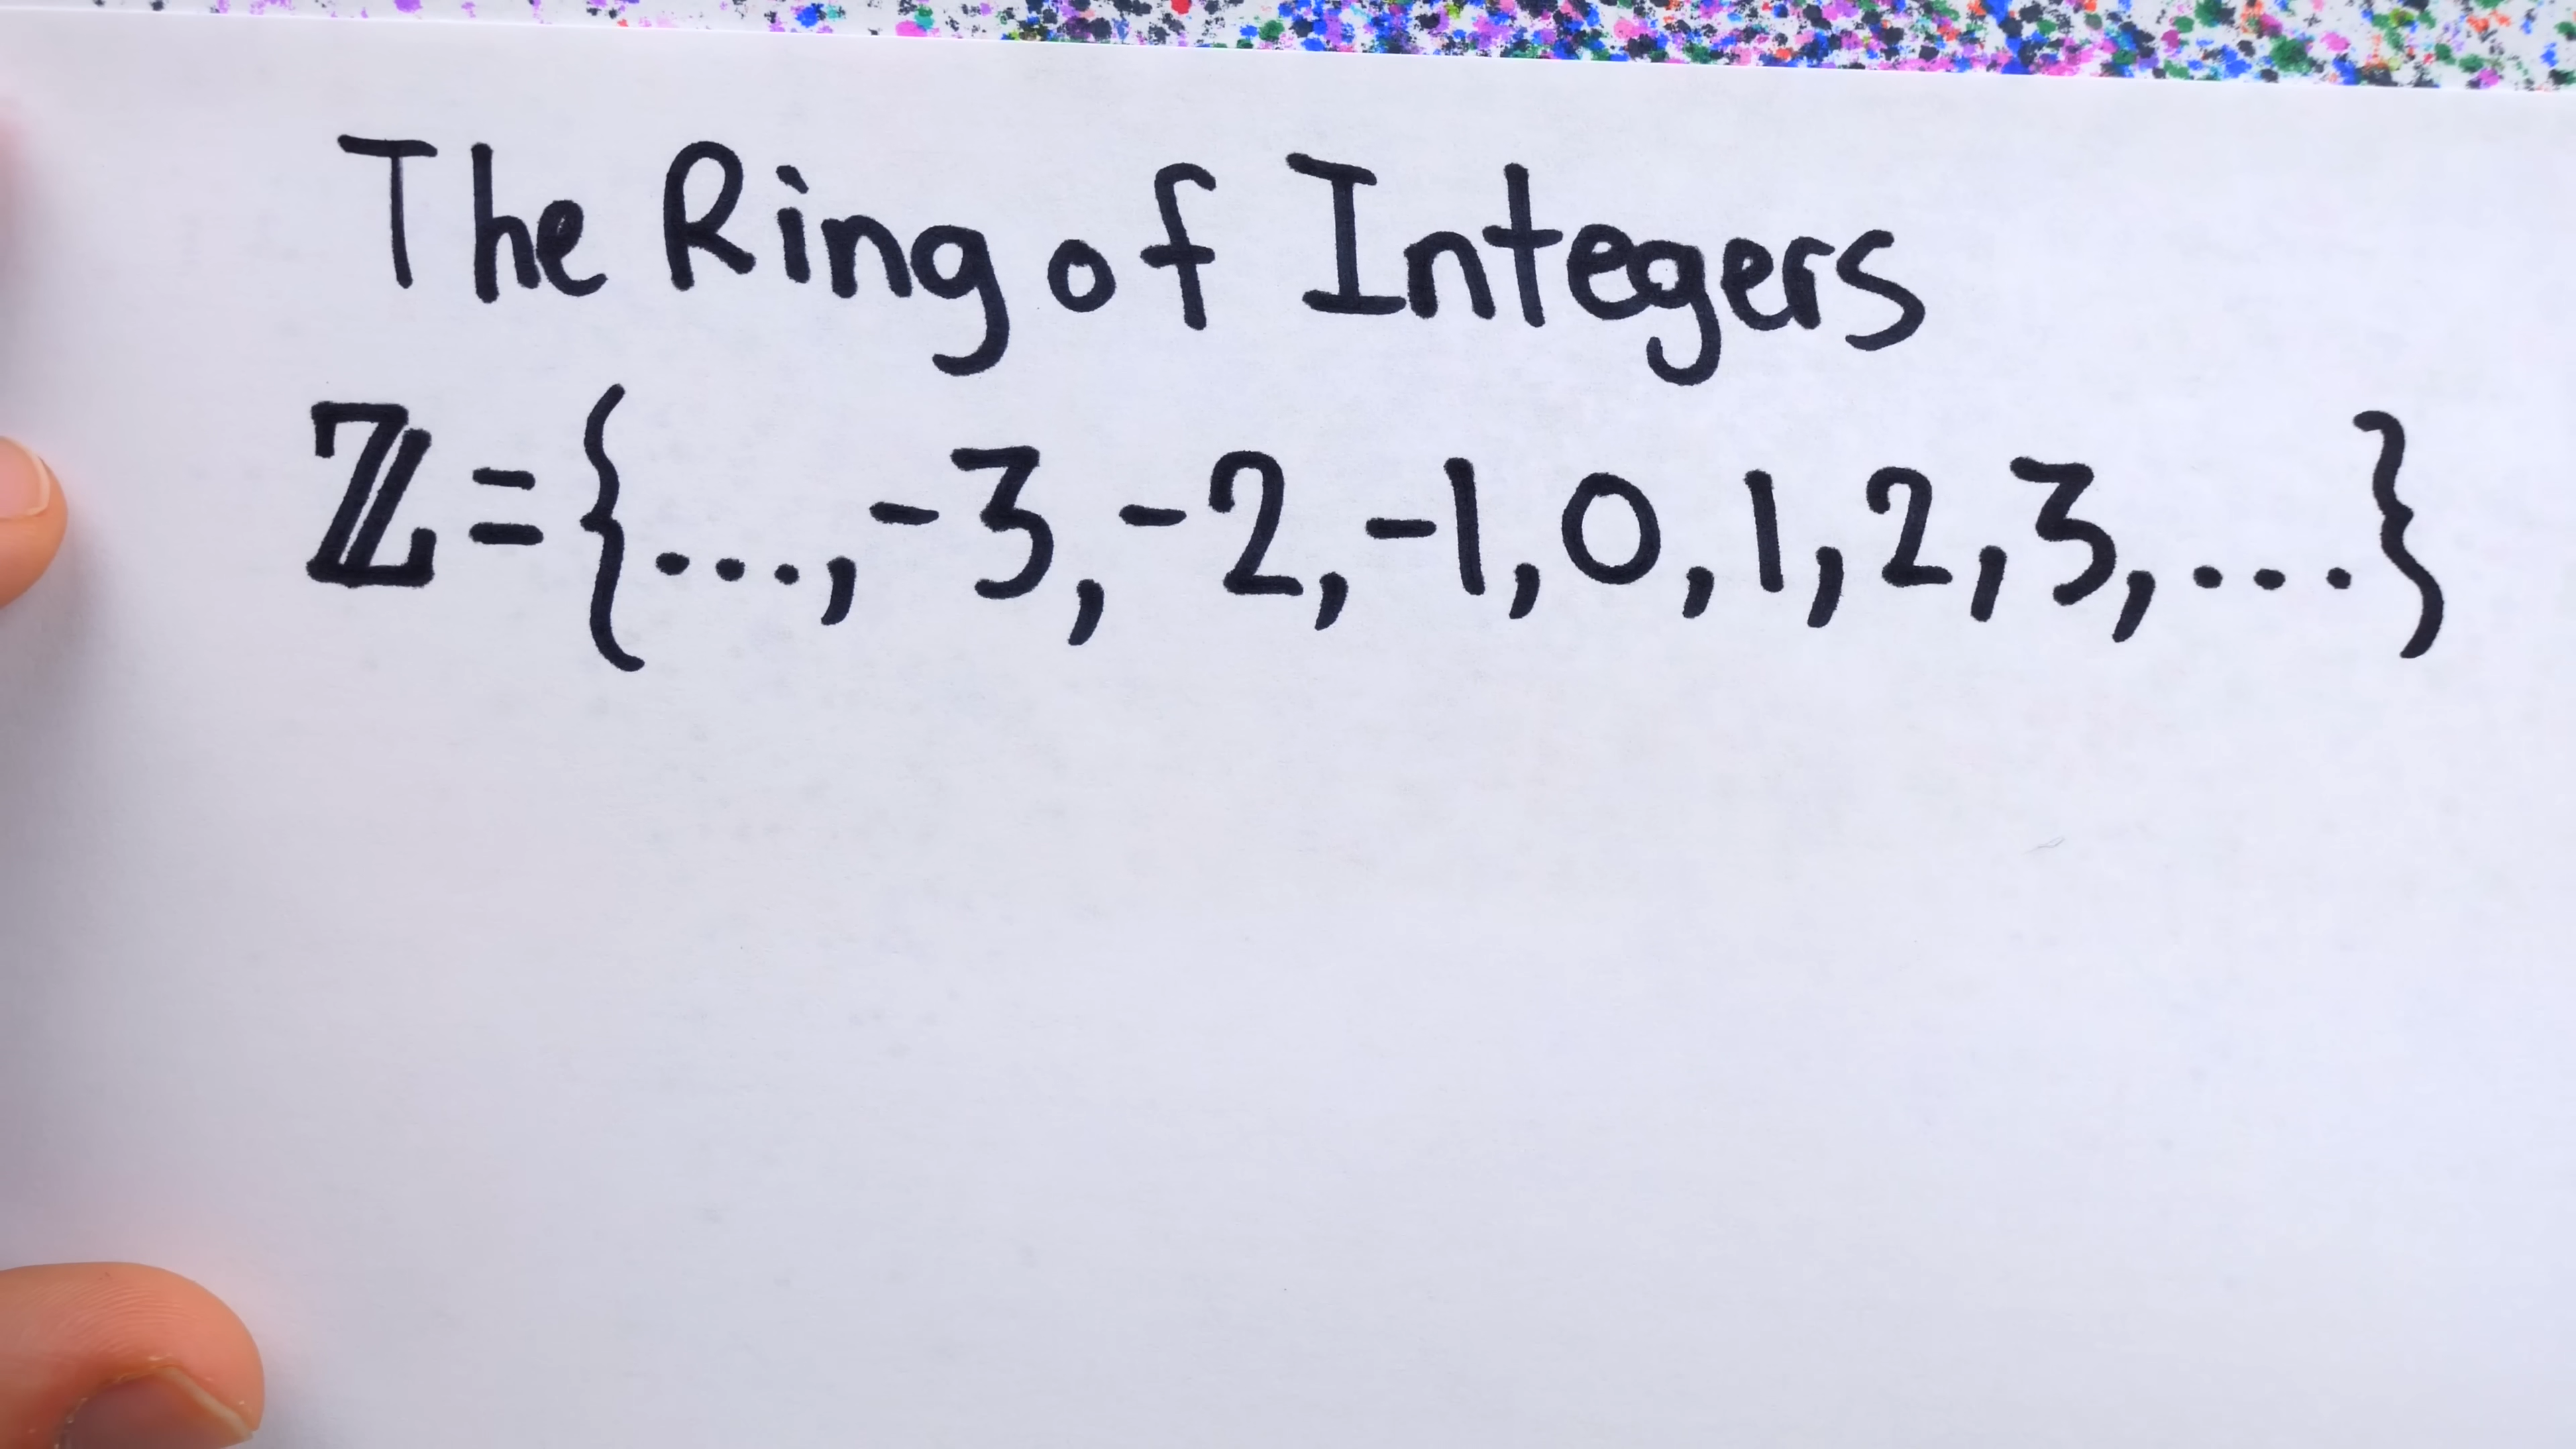 The Ring of Integers
ℤ={...,-3,-2,-1,0,1,2,3,...}